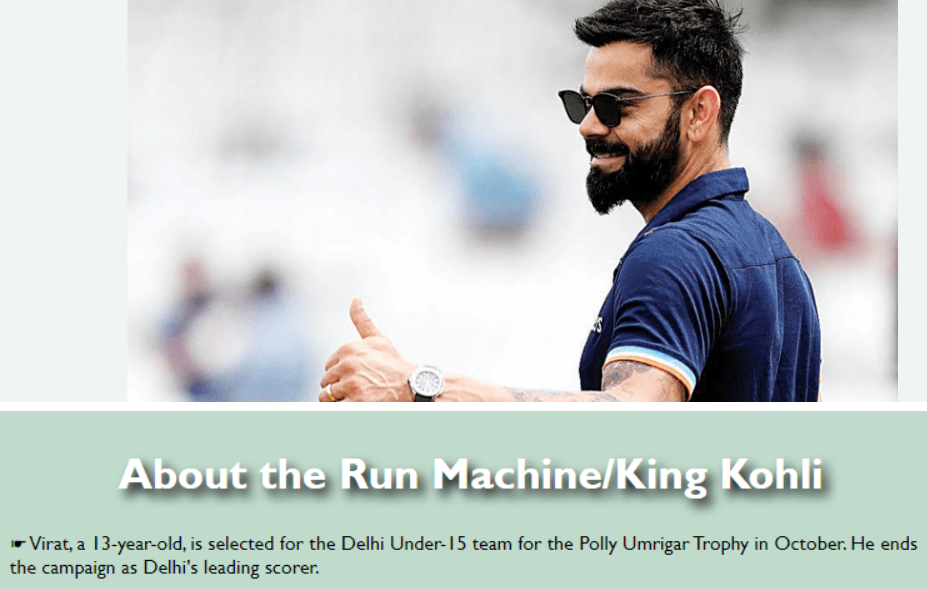 About the Run Machine/King Kohli
☛ Virat, a 13-year-old, is selected for the Delhi Under-15 team for the Polly Umrigar Trophy in October. He ends
the campaign as Delhi's leading scorer.